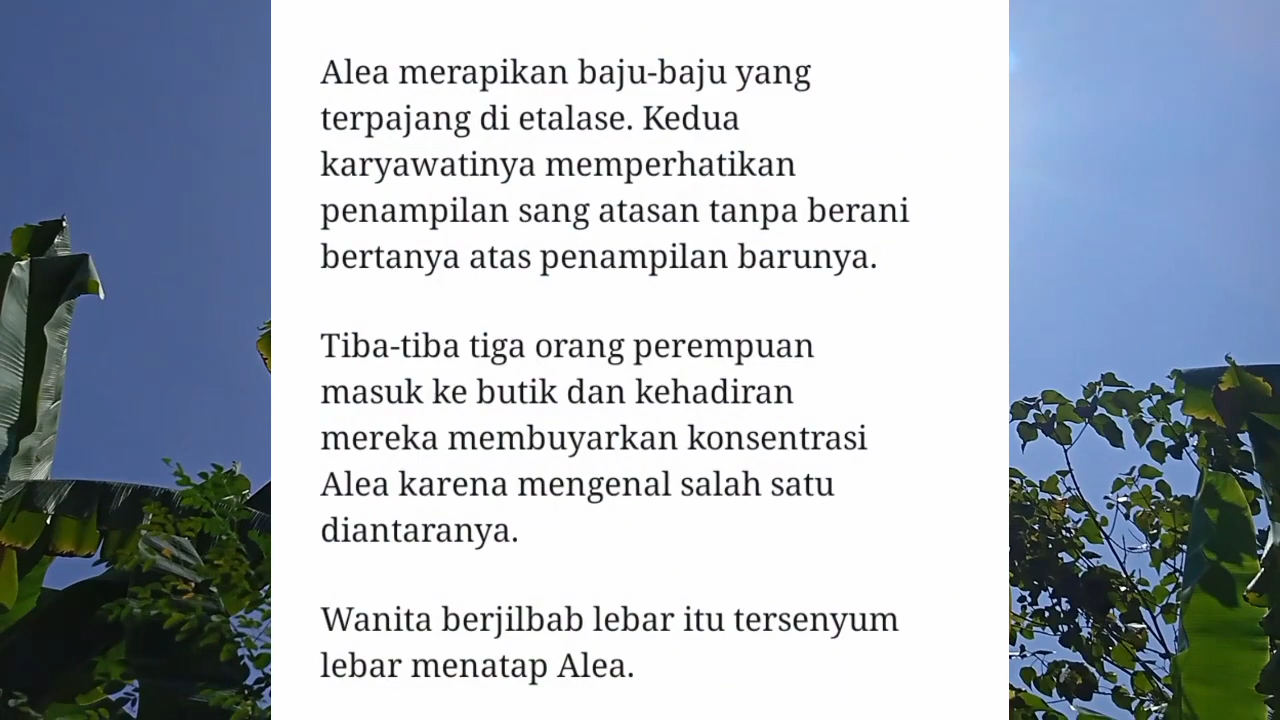 Alea merapikan baju-baju yang
terpajang di etalase. Kedua
karyawatinya memperhatikan
penampilan sang atasan tanpa berani
bertanya atas penampilan barunya.
Tiba-tiba tiga orang perempuan
masuk ke butik dan kehadiran
mereka membuyarkan konsentrasi
Alea karena mengenal salah satu
diantaranya.
Wanita berjilbab lebar itu tersenyum
lebar menatap Alea.